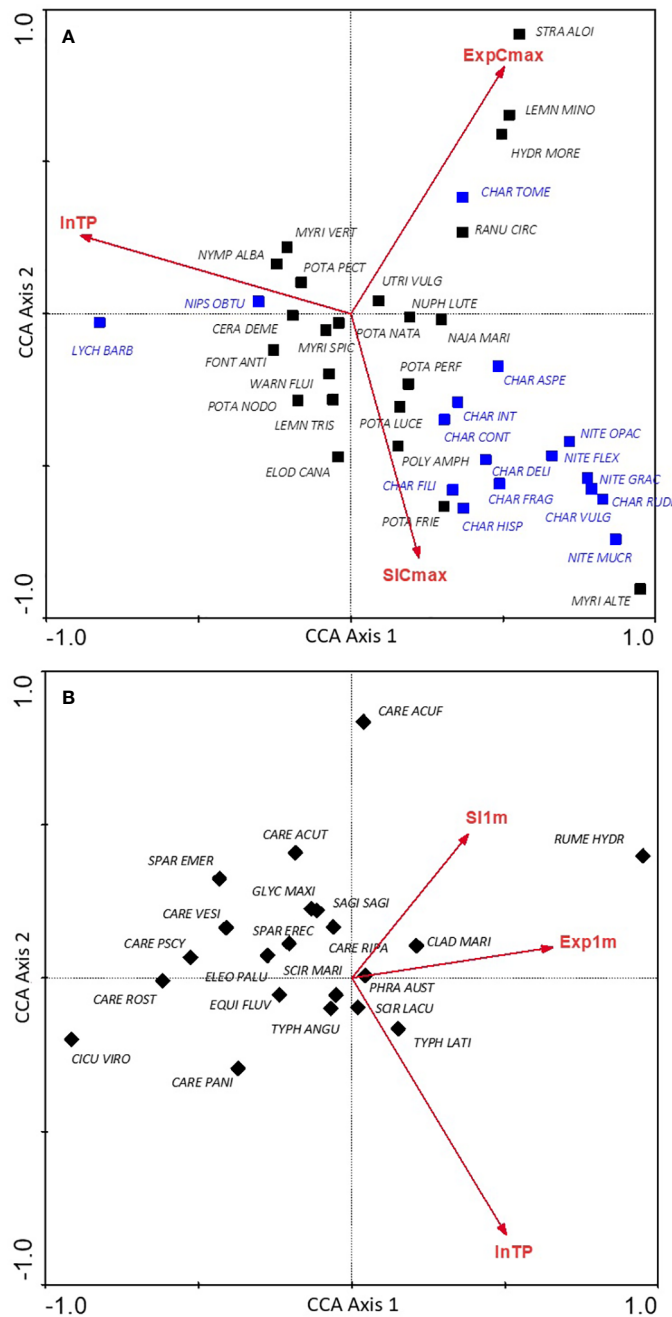 1.0
A
STRA ALOI
ExpCmax
LEMN MINO
HYDR MORE
CHAR TOME
RANU CIRC
lnTP
MYRI VERT
NYMP ALBA
POTA PECT
UTRI VULG
NIPS OBTU
NUPH LUTE
CERA DEME
POTA NATA
NAJA MARI
LYCH BARB
MYRI SPIC
FONT ANTI
POTA PERF
CHAR ASPE
WARN FLUI
POTA NODO
CHAR INT
LEMN TRIS
POTA LUCE
CHAR CONT
NITE OPAC
NITE FLEX
POLY AMPH
CHAR DELI
ELOD CANA
NITE GRAC
CHAR FILI
CHAR FRAG
CHAR RUDI
CHAR VULG
POTA FRIE
CHAR HISP
NITE MUCR
SICmax
MYRI ALTE
CCA Axis 2
-1.0
-1.0
CCA Axis 1
1.0
1.0
B
CARE ACUF
SI1m
CARE ACUT
RUME HYDR
SPAR EMER
GLYC MAXI
SAGI SAGI
CARE VESI
SPAR EREC
CARE PSCY
CARE RIPA
CLAD MARI
Exp1m
ELEO PALU
SCIR MARI
PHRA AUST
CARE ROST
EQUI FLUV
SCIR LACU
TYPH ANGU
TYPH LATI
CICU VIRO
CARE PANI
lnTP
CCA Axis 2
-1.0
-1.0
CCA Axis 1
1.0